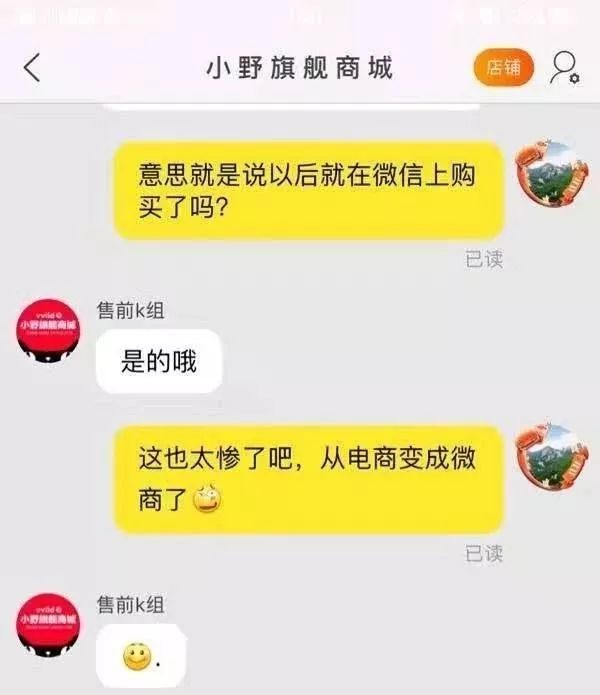 小野旗舰商城
店铺
意思就是说以后就在微信上购
买了吗？
已读
售前k组
vvild
小野旗舰商城
是的哦
这也太惨了吧，从电商变成微
商了
已读
售前k组
vvild
小野旗舰商城
.